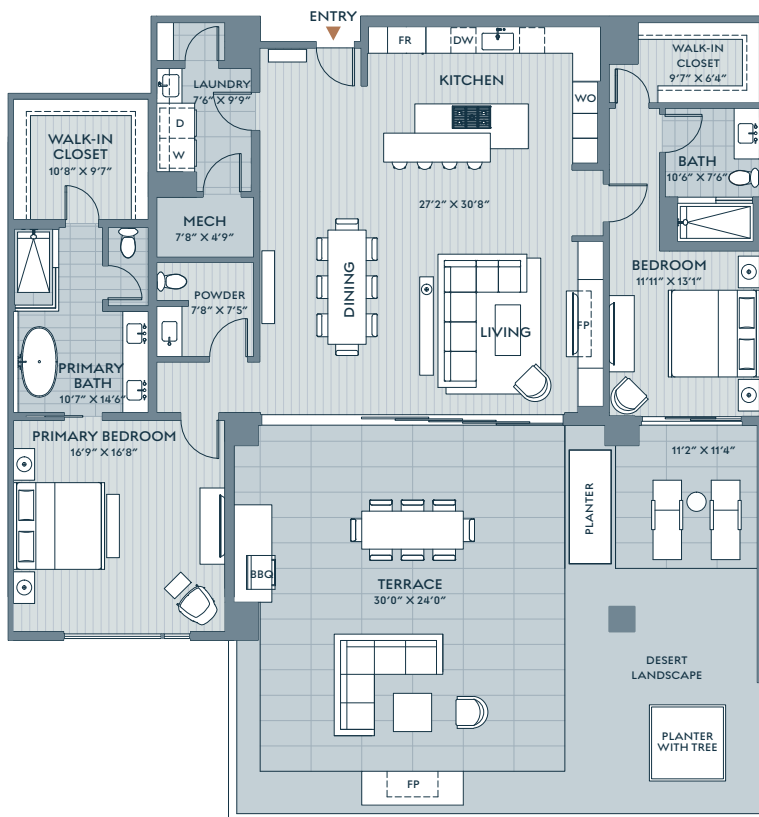 ENTRY
FR
DW
KITCHEN
WALK-IN
CLOSET
9'7" X 6'4"
LAUNDRY
7'6" X 9'9"
WO
D
W
WALK-IN
CLOSET
10'8" X 9'7"
BATH
10'6" X 7'6"
27'2" X 30'8"
MECH
7'8" X 4'9"
BEDROOM
11'11" X 13'1"
POWDER
7'8" X 7'5"
DINING
LIVING
FP
PRIMARY
BATH
10'7" X 14'6"
PRIMARY BEDROOM
16'9" X 16'8"
11'2" X 11'4"
PLANTER
BBQ
TERRACE
30'0" X 24'0"
DESERT
LANDSCAPE
PLANTER
WITH TREE
FP